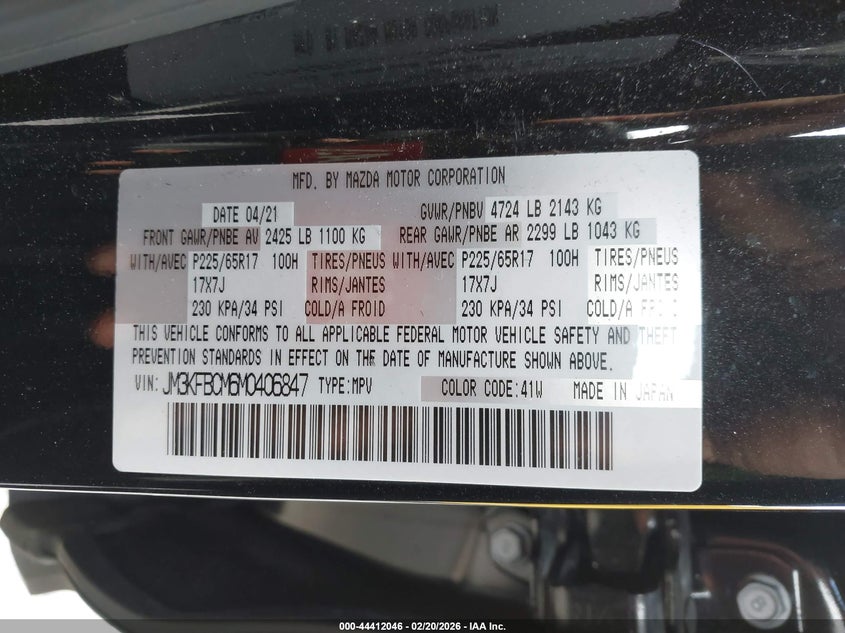 MFD. BY MAZDA MOTOR CORPORATION
DATE 04/21 GVWR/PNBV 4724 LB 2143 KG
FRONT GAWR/PNBE AV 2425 LB 1100 KG REAR GAWR/PNBE AR 2299 LB 1043 KG
WITH/AVEC P225/65R17 100H TIRES/PNEUS WITH/AVEC P225/65R17 100H TIRES/PNEUS
17X7J RIMS/JANTES 17X7J RIMS/JANTES
230 KPA/34 PSI COLD/A FROID 230 KPA/34 PSI COLD/A FROID
THIS VEHICLE CONFORMS TO ALL APPLICABLE FEDERAL MOTOR VEHICLE SAFETY AND THEFT
PREVENTION STANDARDS IN EFFECT ON THE DATE OF MANUFACTURE SHOWN ABOVE.
VIN: JM3KFBCM6M0406847 TYPE:MPV COLOR CODE:41W MADE IN JAPAN
000-44412046 - 02/20/2026 - IAA Inc.